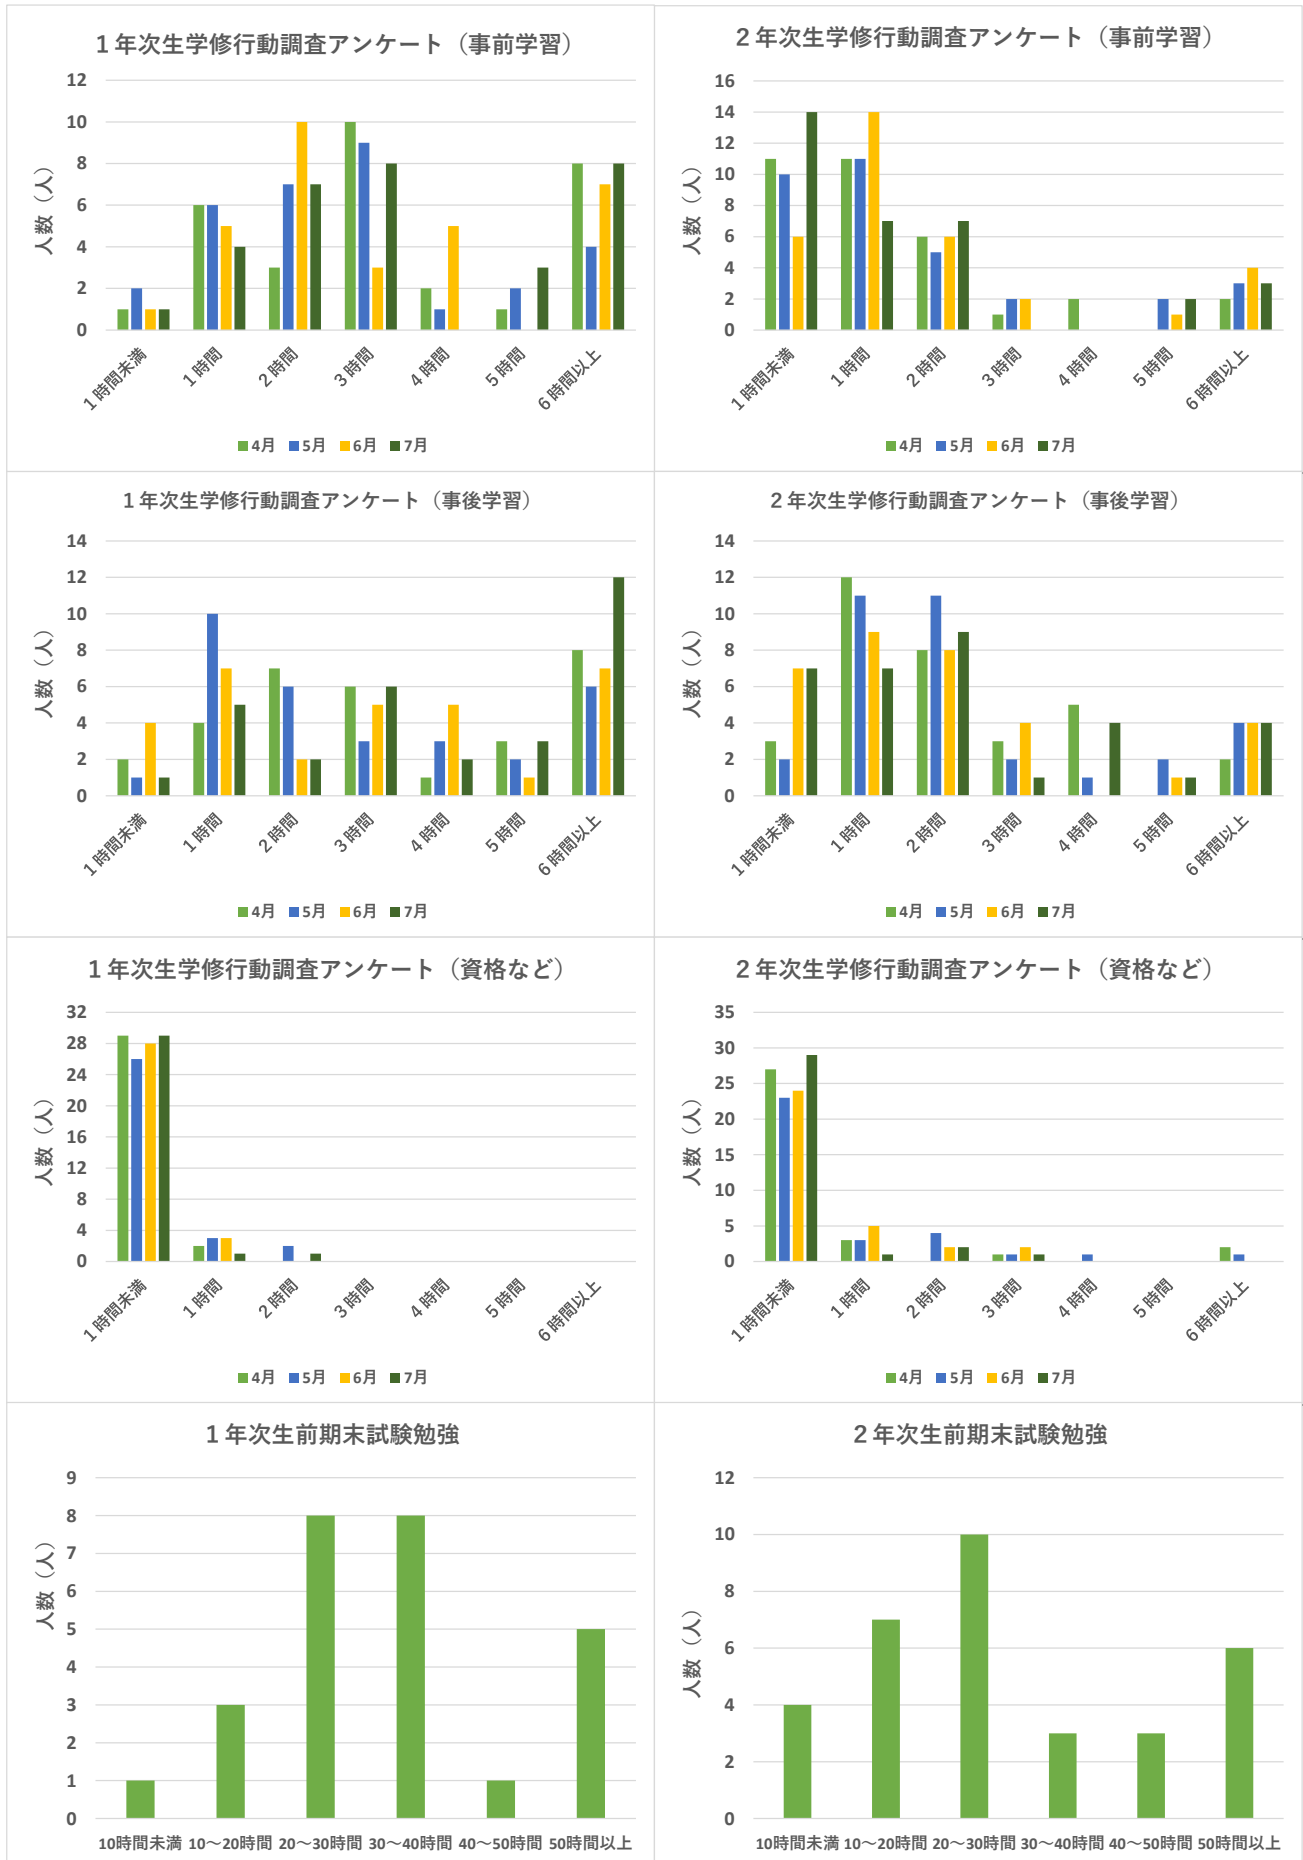 1年次生学修行動調査アンケート（事前学習）
人数（人）
12
10
8
6
4
2
0
1時間未満
1時間
2時間
3時間
4時間
5時間
6時間以上
4月 5月 6月 7月
2年次生学修行動調査アンケート（事前学習）
人数（人）
16
14
12
10
8
6
4
2
0
1時間未満
1時間
2時間
3時間
4時間
5時間
6時間以上
4月 5月 6月 7月
1年次生学修行動調査アンケート（事後学習）
人数（人）
14
12
10
8
6
4
2
0
1時間未満
1時間
2時間
3時間
4時間
5時間
6時間以上
4月 5月 6月 7月
2年次生学修行動調査アンケート（事後学習）
人数（人）
14
12
10
8
6
4
2
0
1時間未満
1時間
2時間
3時間
4時間
5時間
6時間以上
4月 5月 6月 7月
1年次生学修行動調査アンケート（資格など）
人数（人）
32
28
24
20
16
12
8
4
0
1時間未満
1時間
2時間
3時間
4時間
5時間
6時間以上
4月 5月 6月 7月
2年次生学修行動調査アンケート（資格など）
人数（人）
35
30
25
20
15
10
5
0
1時間未満
1時間
2時間
3時間
4時間
5時間
6時間以上
4月 5月 6月 7月
1年次生前期末試験勉強
人数（人）
9
8
7
6
5
4
3
2
1
0
10時間未満 10～20時間 20～30時間 30～40時間 40～50時間 50時間以上
2年次生前期末試験勉強
人数（人）
12
10
8
6
4
2
0
10時間未満 10～20時間 20～30時間 30～40時間 40～50時間 50時間以上